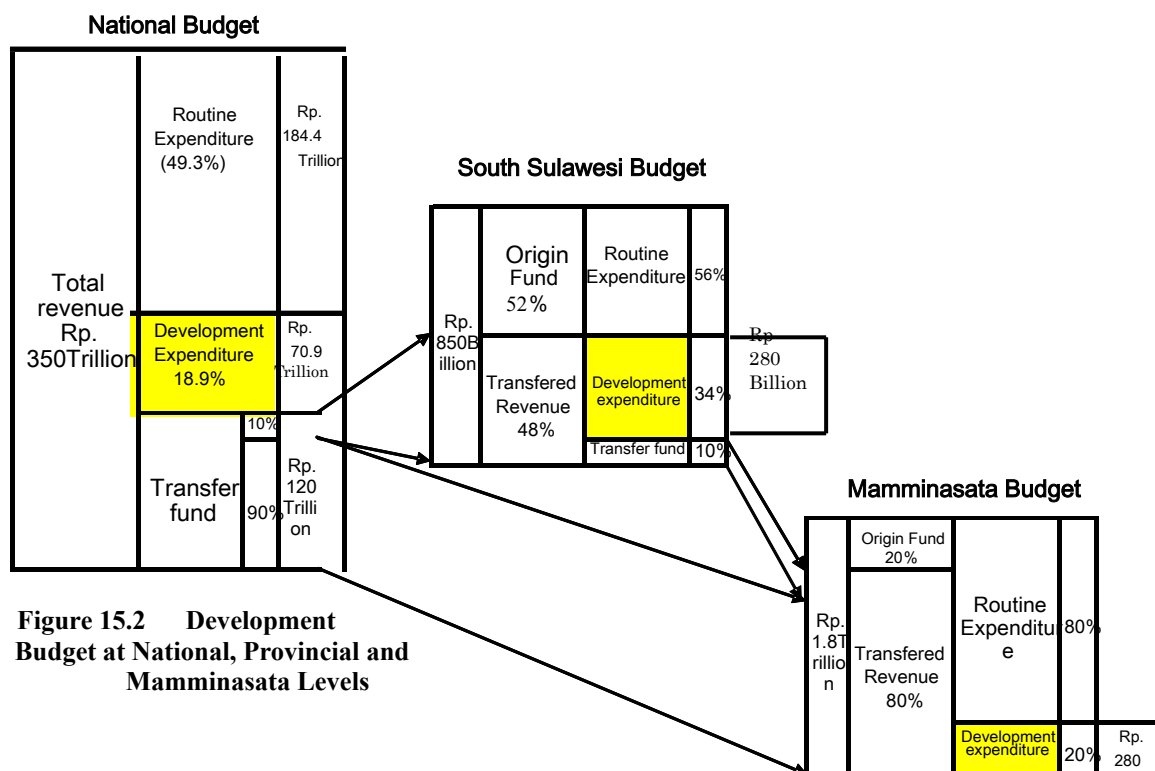 National Budget
Total
revenue
Rp.
350Trillion
Routine
Expenditure
(49.3%)
Rp.
184.4
Trillion
Development
Expenditure
18.9%
Rp.
70.9
Trillion
Transfer
fund
10%
90%
Rp.
120
Trilli
on
South Sulawesi Budget
Rp.
850B
illion
Origin
Fund
52%
Transfered
Revenue
48%
Routine
Expenditure
56%
Development
expenditure
34%
Transfer fund
10%
Rp
280
Billion
Mamminasata Budget
Rp.
1.8T
rillio
n
Origin Fund
20%
Transfered
Revenue
80%
Routine
Expenditur
e
80%
Development
expenditure
20%
Rp.
280
Figure 15.2 Development
Budget at National, Provincial and
Mamminasata Levels